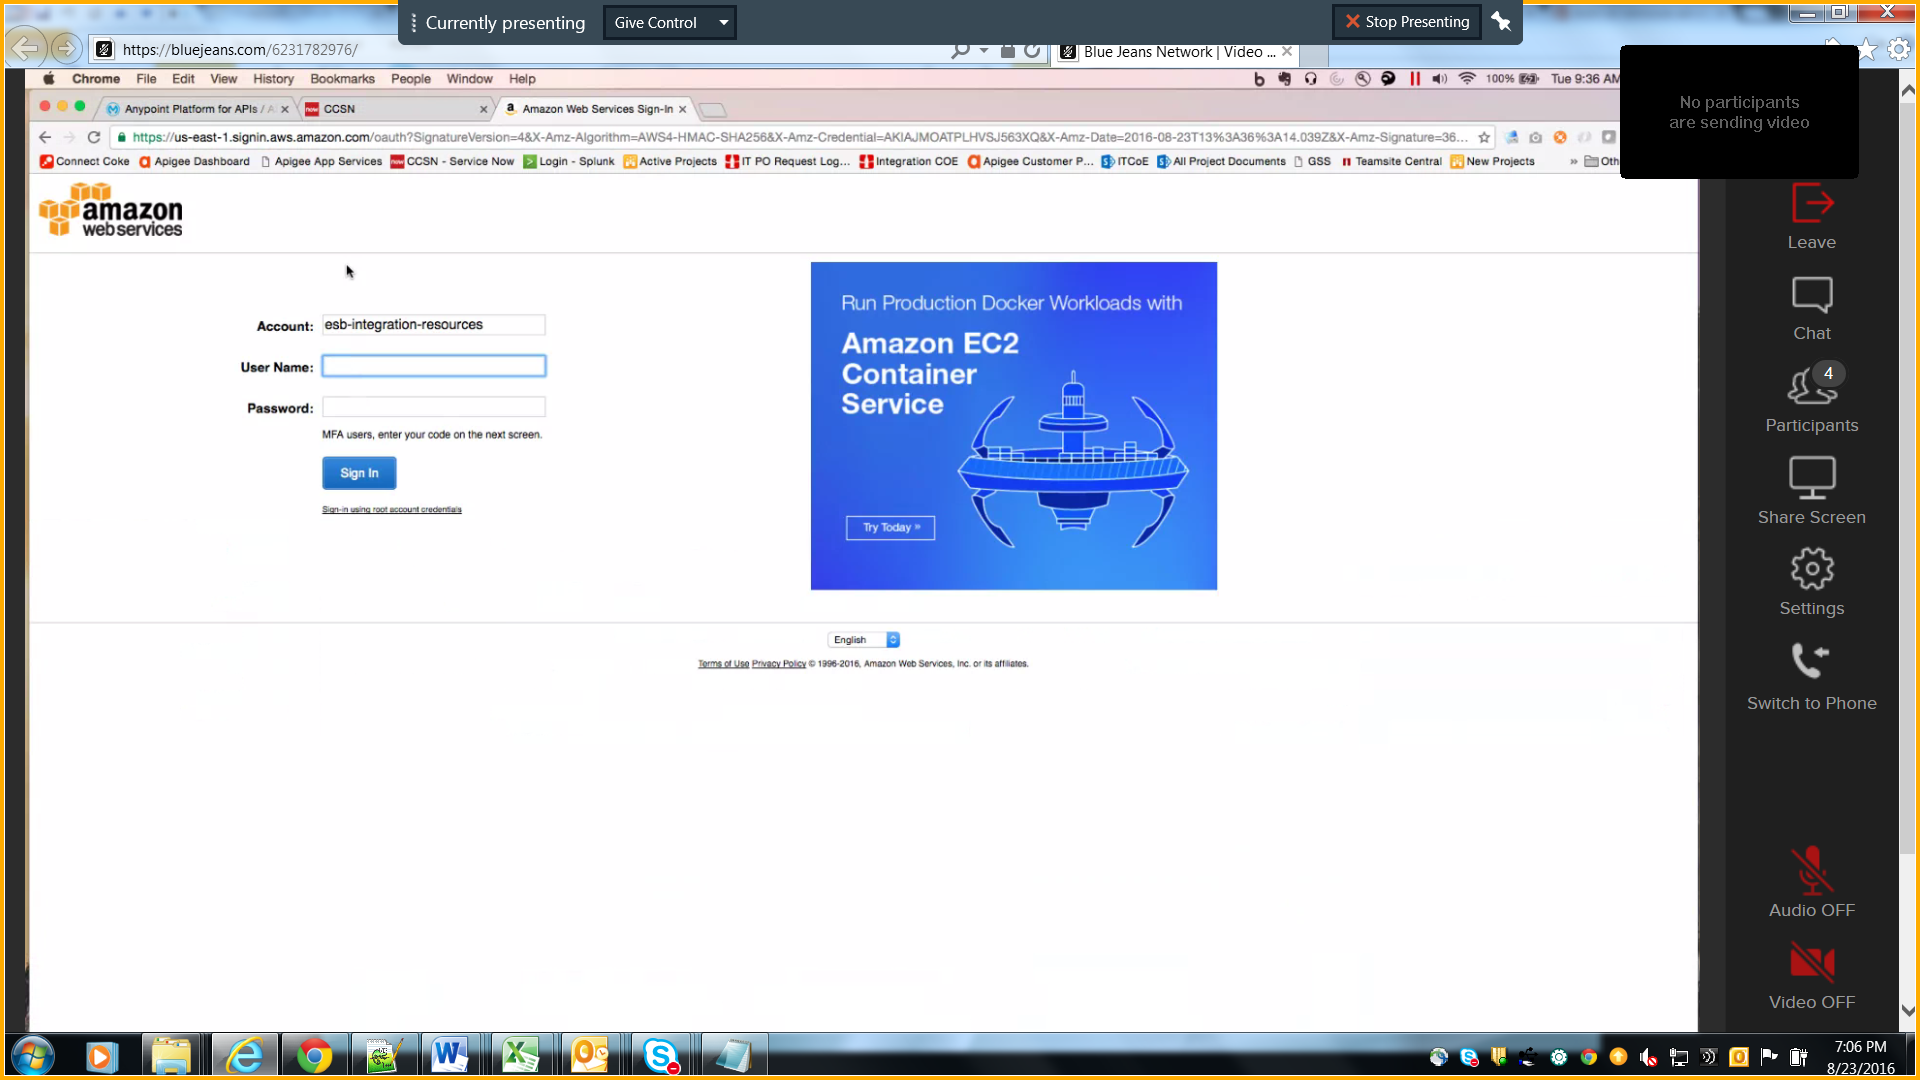 Currently presenting
Give Control
Stop Presenting
https://bluejeans.com/6231782976/
Blue Jeans Network | Video ...
Chrome File Edit View History Bookmarks People Window Help
100%
Tue 9:36 AM
No participants
are sending video
Anypoint Platform for APIs /
now CCSN
Amazon Web Services Sign-In
https://us-east-1.signin.aws.amazon.com/oauth?SignatureVersion=4&X-Amz-Algorithm=AWS4-HMAC-SHA256&X-Amz-Credential=AKIAJMOATPLHVSJ563XQ&X-Amz-Date=2016-08-23T13%3A36%3A14.039Z&X-Amz-Signature=36...
Connect Coke Apigee Dashboard Apigee App Services CCSN - Service Now Login - Splunk Active Projects IT PO Request Log... Integration COE Apigee Customer P... ITCoE All Project Documents GSS Teamsite Central New Projects » Oth
amazon
web services
Account: esb-integration-resources
User Name:
Password:
MFA users, enter your code on the next screen.
Sign In
Sign-in using root account credentials
Run Production Docker Workloads with
Amazon EC2
Container
Service
Try Today »
English
Terms of Use Privacy Policy © 1996-2016, Amazon Web Services, Inc. or its affiliates.
Leave
Chat
4
Participants
Share Screen
Settings
Switch to Phone
Audio OFF
Video OFF
7:06 PM
8/23/2016